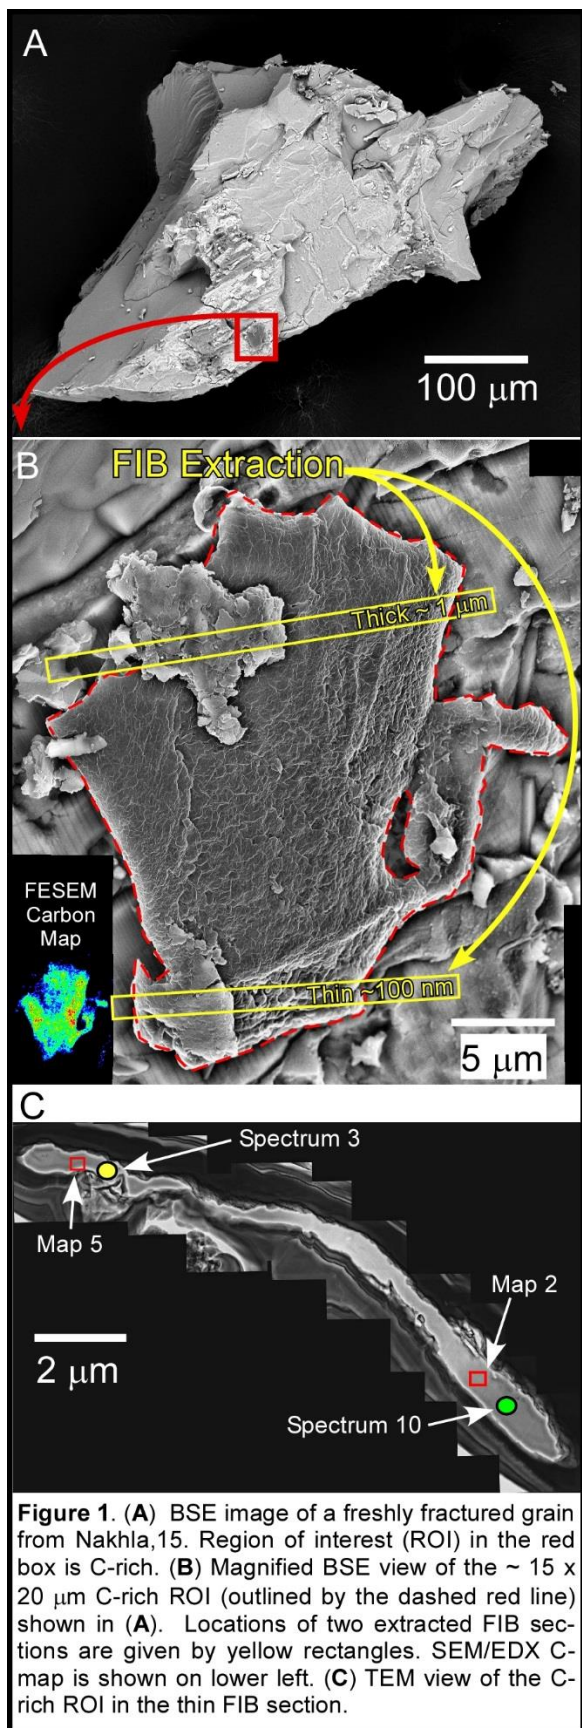 A
100 μm
B
FIB Extraction
Thick ~ 1 μm
FESEM
Carbon
Map
Thin ~100 nm
5 μm
C
Spectrum 3
Map 5
Map 2
2 μm
Spectrum 10
Figure 1. (A) BSE image of a freshly fractured grain
from Nakhla,15. Region of interest (ROI) in the red
box is C-rich. (B) Magnified BSE view of the ~ 15 x
20 μm C-rich ROI (outlined by the dashed red line)
shown in (A). Locations of two extracted FIB sec-
tions are given by yellow rectangles. SEM/EDX C-
map is shown on lower left. (C) TEM view of the C-
rich ROI in the thin FIB section.